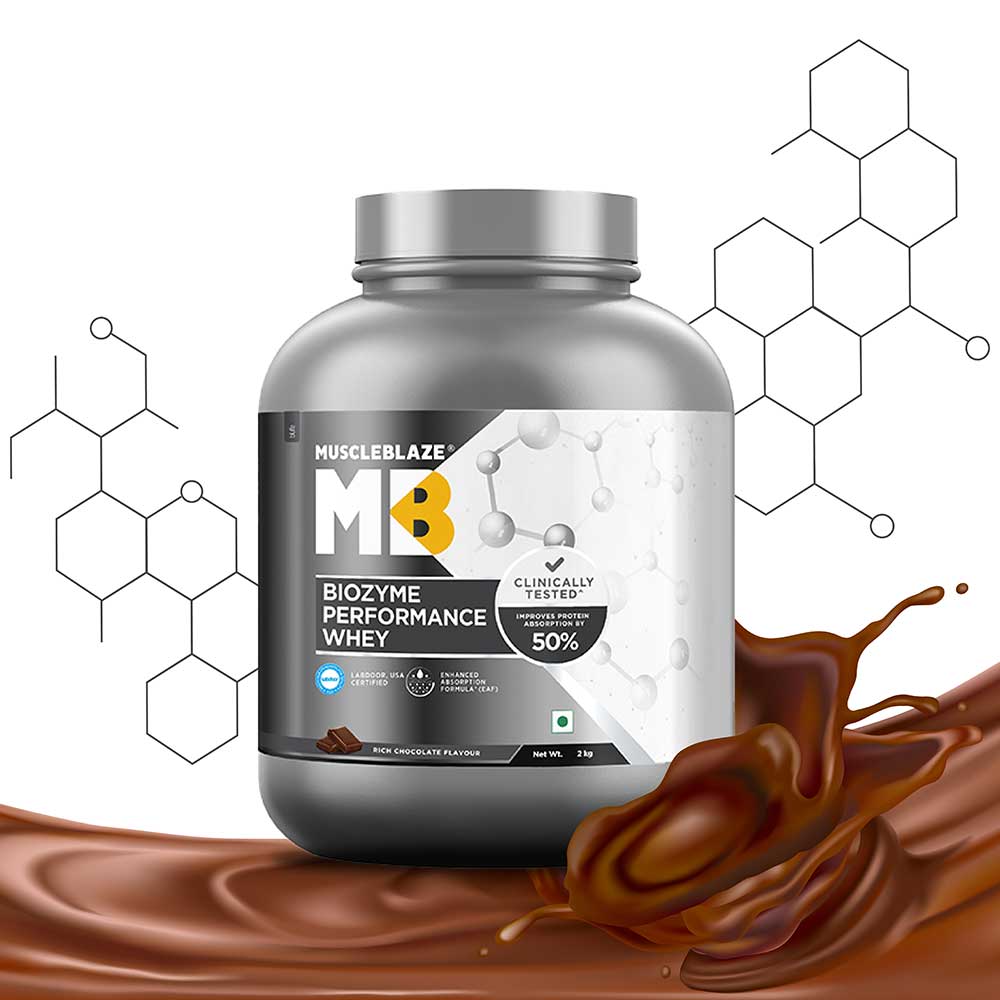 MUSCLEBLAZE®
MB
BIOZYME
PERFORMANCE
WHEY
CLINICALLY
TESTED^
IMPROVES PROTEIN
ABSORPTION BY
50%
LABDOOR, USA
CERTIFIED
ENHANCED
ABSORPTION
FORMULA^(EAF)
RICH CHOCOLATE FLAVOUR
Net Wt. 2 kg